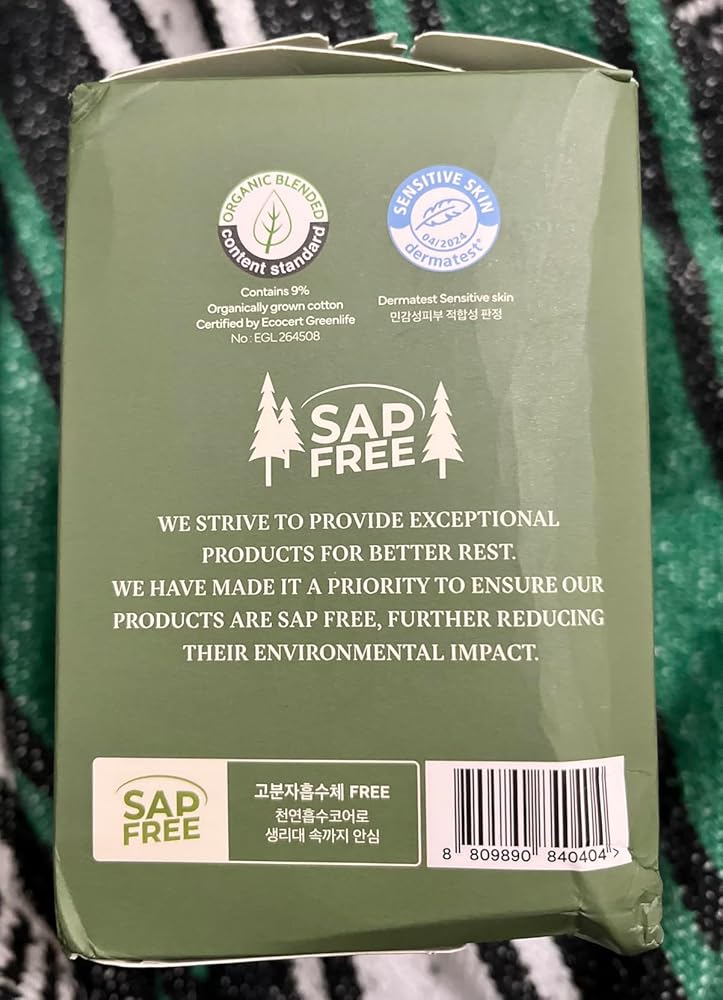 ORGANIC BLENDED
content standard
Contains 9%
Organically grown cotton
Certified by Ecocert Greenlife
No : EGL 264508
SENSITIVE SKIN
04/2024
dermatest®
Dermatest Sensitive skin
민감성피부 적합성 판정
SAP
FREE
WE STRIVE TO PROVIDE EXCEPTIONAL
PRODUCTS FOR BETTER REST.
WE HAVE MADE IT A PRIORITY TO ENSURE OUR
PRODUCTS ARE SAP FREE, FURTHER REDUCING
THEIR ENVIRONMENTAL IMPACT.
SAP
FREE
고분자흡수체 FREE
천연흡수코어로
생리대 속까지 안심
8 809890 840404 >